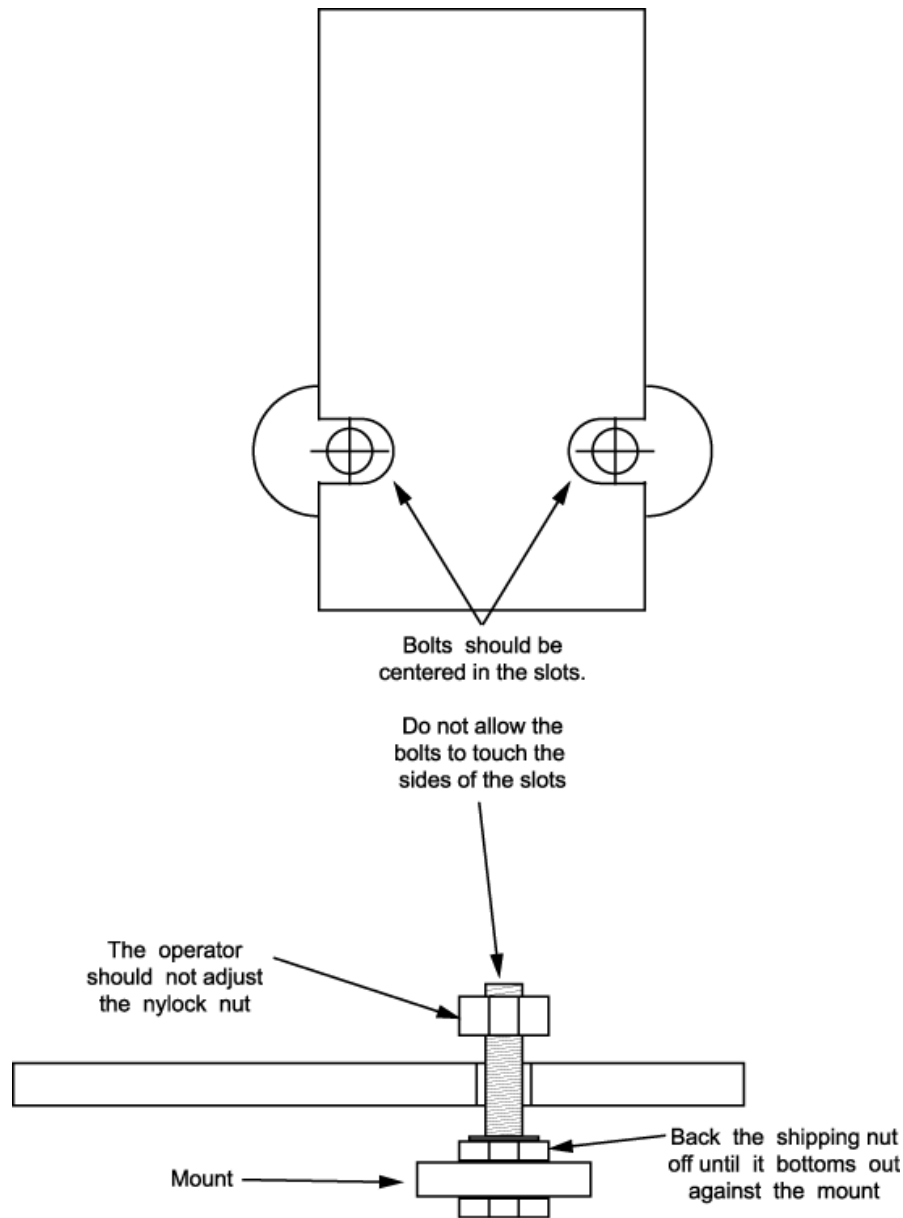 Bolts should be
centered in the slots.
Do not allow the
bolts to touch the
sides of the slots
The operator
should not adjust
the nylock nut
Mount
Back the shipping nut
off until it bottoms out
against the mount